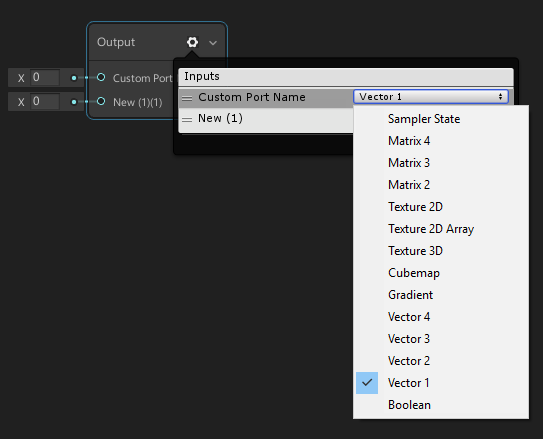 Output
Inputs
X 0 Custom Port
Custom Port Name Vector 1
X 0 New (1)(1)
New (1)
Sampler State
Matrix 4
Matrix 3
Matrix 2
Texture 2D
Texture 2D Array
Texture 3D
Cubemap
Gradient
Vector 4
Vector 3
Vector 2
Vector 1
Boolean